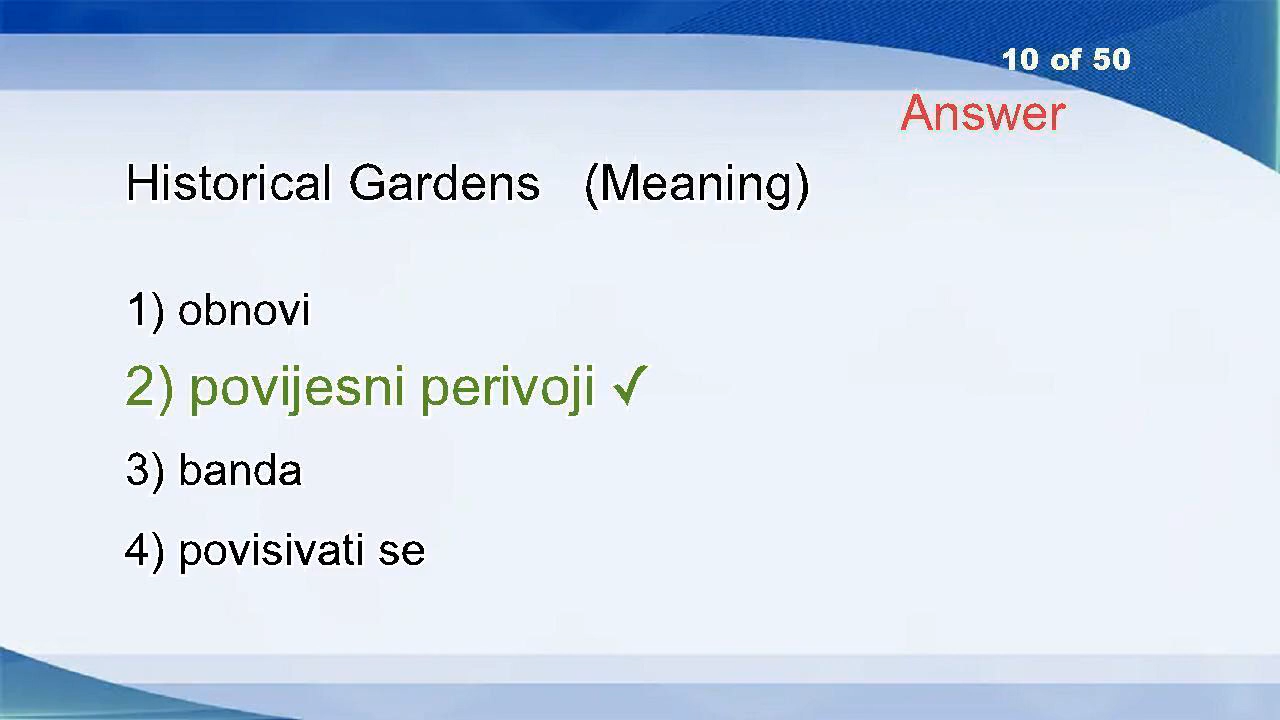 10 of 50
Answer
Historical Gardens (Meaning)
1) obnovi
2) povijesni perivoji ✓
3) banda
4) povisivati se